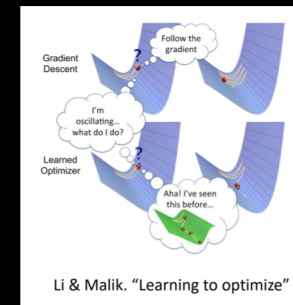 Follow the
gradient
?
?
Gradient
Descent
I'm
oscillating...
what do I do?
Learned
Optimizer
?
Aha! I've seen
this before...
Li & Malik. "Learning to optimize"